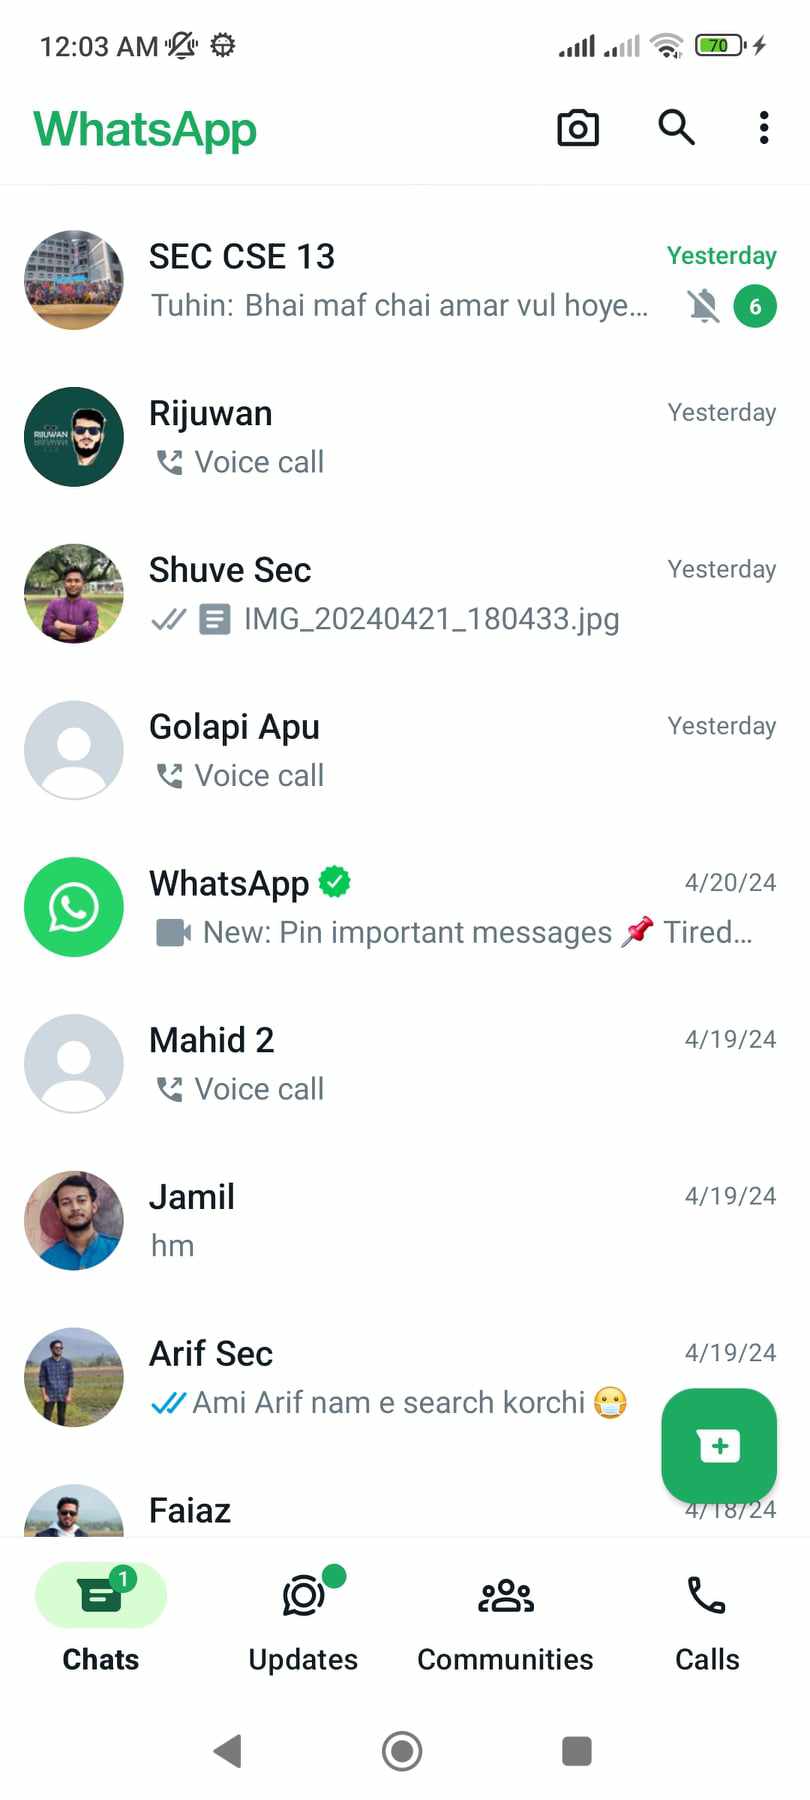 12:03 AM 70
WhatsApp
SEC CSE 13 Yesterday
Tuhin: Bhai maf chai amar vul hoye... 6
RIJUWAN
Rijuwan Yesterday
Voice call
Shuve Sec Yesterday
IMG_20240421_180433.jpg
Golapi Apu Yesterday
Voice call
WhatsApp 4/20/24
New: Pin important messages 📌 Tired...
Mahid 2 4/19/24
Voice call
Jamil 4/19/24
hm
Arif Sec 4/19/24
Ami Arif nam e search korchi 😷
Faiaz 4/18/24
1
Chats Updates Communities Calls